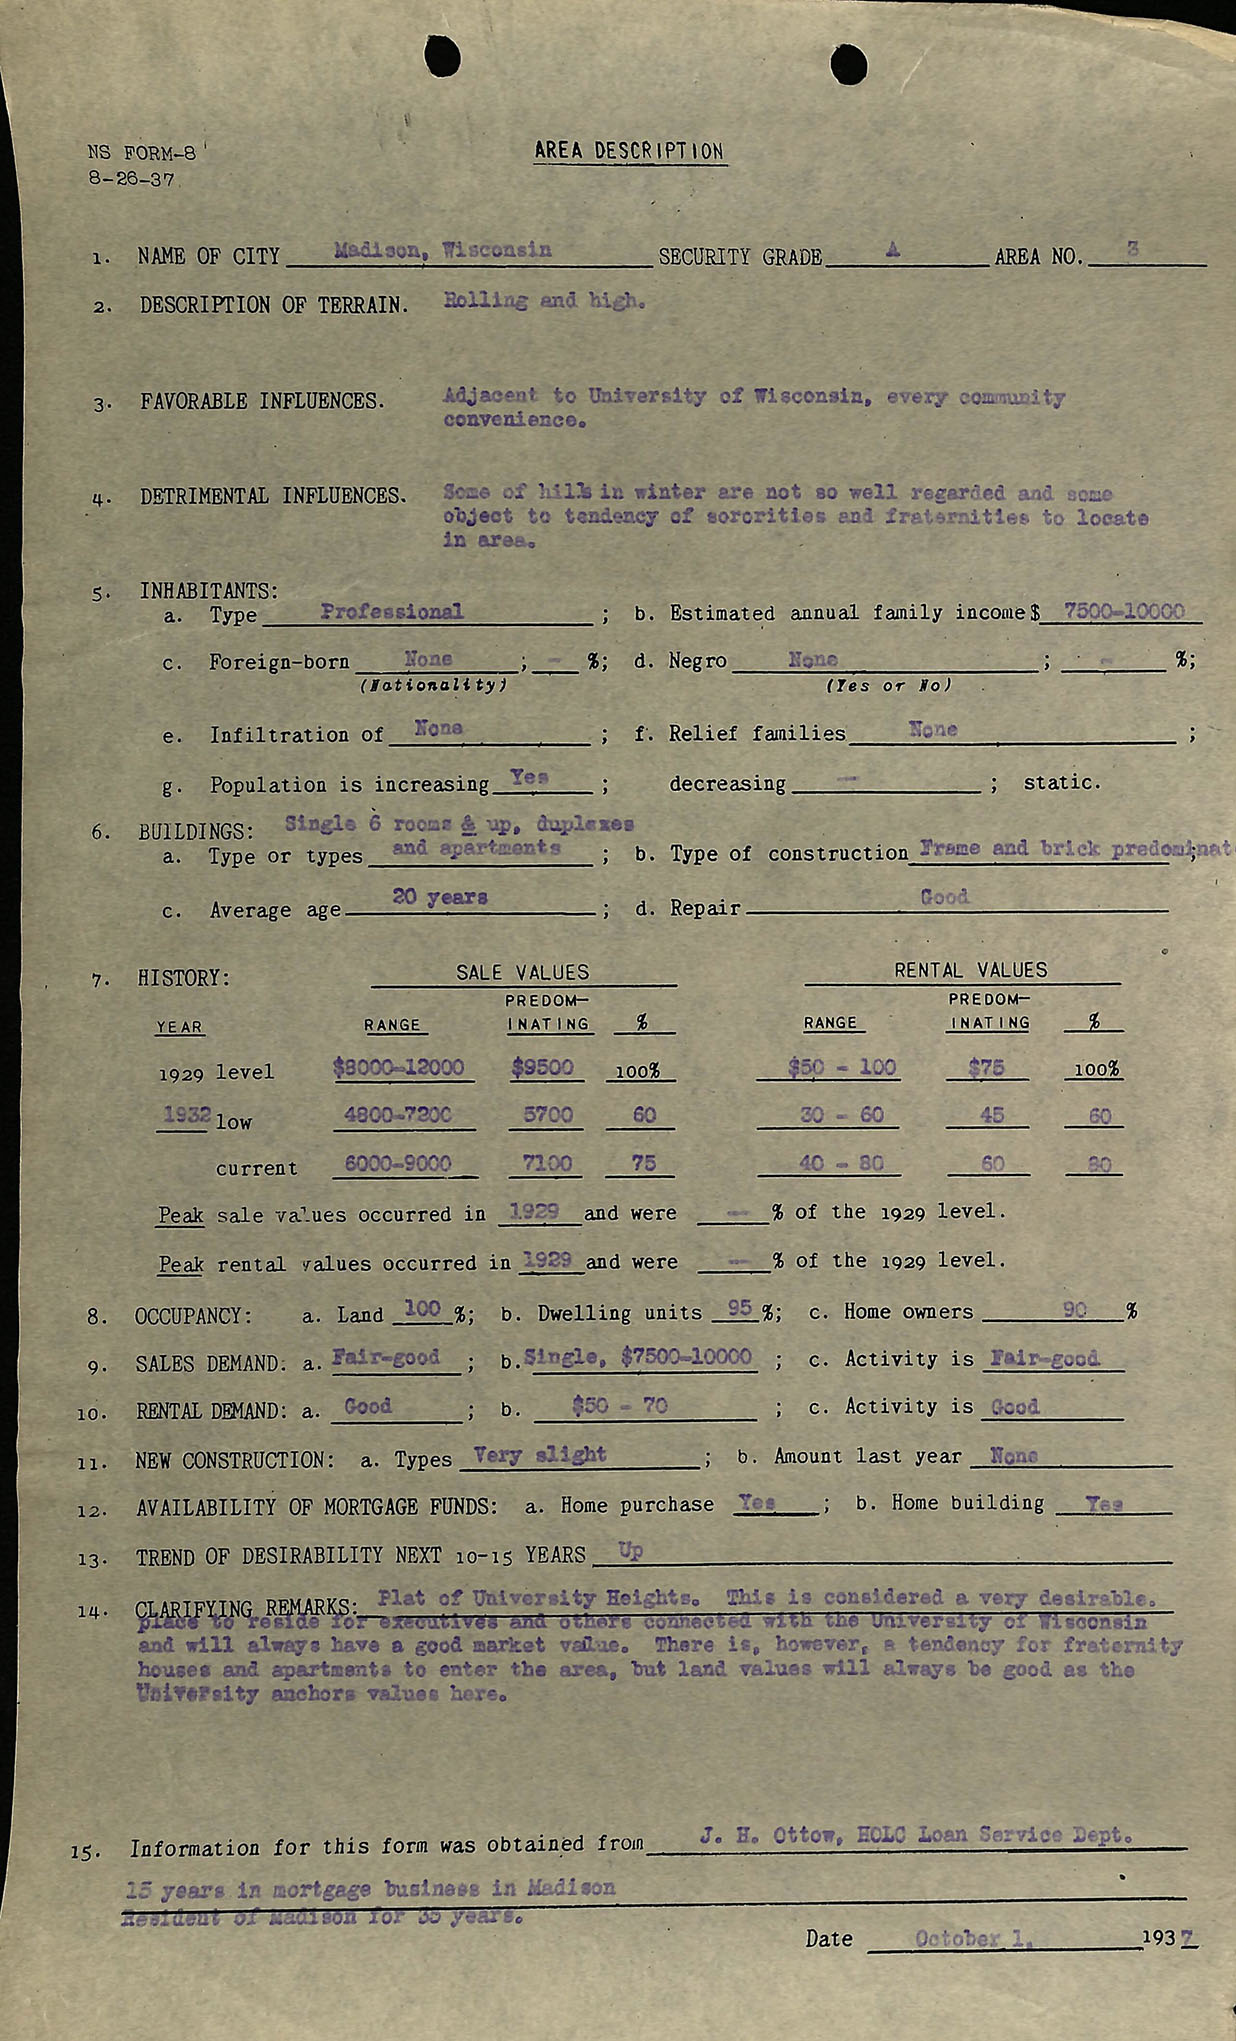 NS FORM-8
8-26-37
AREA DESCRIPTION
1. NAME OF CITY Madison, Wisconsin SECURITY GRADE A AREA NO. 3
2. DESCRIPTION OF TERRAIN. Rolling and high.
3. FAVORABLE INFLUENCES. Adjacent to University of Wisconsin, every community
convenience.
4. DETRIMENTAL INFLUENCES. Some of hills in winter are not so well regarded and some
object to tendency of sororities and fraternities to locate
in area.
5. INHABITANTS:
a. Type Professional ; b. Estimated annual family income $ 7500-10000
c. Foreign-born None ; - %; d. Negro None ; - %;
(Nationality) (Yes or No)
e. Infiltration of None ; f. Relief families None ;
g. Population is increasing Yes ; decreasing - ; static.
6. BUILDINGS: Single 6 rooms & up, duplexes
a. Type or types and apartments ; b. Type of construction Frame and brick predominat
c. Average age 20 years ; d. Repair Good
7. HISTORY: SALE VALUES RENTAL VALUES
PREDOM- PREDOM-
YEAR RANGE INATING % RANGE INATING %
1929 level $8000-12000 $9500 100% $50 - 100 $75 100%
1932 low 4800-7200 5700 60 30 - 60 45 60
current 6000-9000 7100 75 40 - 80 60 80
Peak sale values occurred in 1929 and were - % of the 1929 level.
Peak rental values occurred in 1929 and were - % of the 1929 level.
8. OCCUPANCY: a. Land 100 %; b. Dwelling units 95 %; c. Home owners 90 %
9. SALES DEMAND: a. Fair-good ; b. Single, $7500-10000 ; c. Activity is Fair-good
10. RENTAL DEMAND: a. Good ; b. $50 - 70 ; c. Activity is Good
11. NEW CONSTRUCTION: a. Types Very slight ; b. Amount last year None
12. AVAILABILITY OF MORTGAGE FUNDS: a. Home purchase Yes ; b. Home building Yes
13. TREND OF DESIRABILITY NEXT 10-15 YEARS Up
14. CLARIFYING REMARKS: Plat of University Heights. This is considered a very desirable.
place to reside for executives and others connected with the University of Wisconsin
and will always have a good market value. There is, however, a tendency for fraternity
houses and apartments to enter the area, but land values will always be good as the
University anchors values here.
15. Information for this form was obtained from J. H. Ottow, HOLC Loan Service Dept.
15 years in mortgage business in Madison
Resident of Madison for 35 years.
Date October 1, 1937